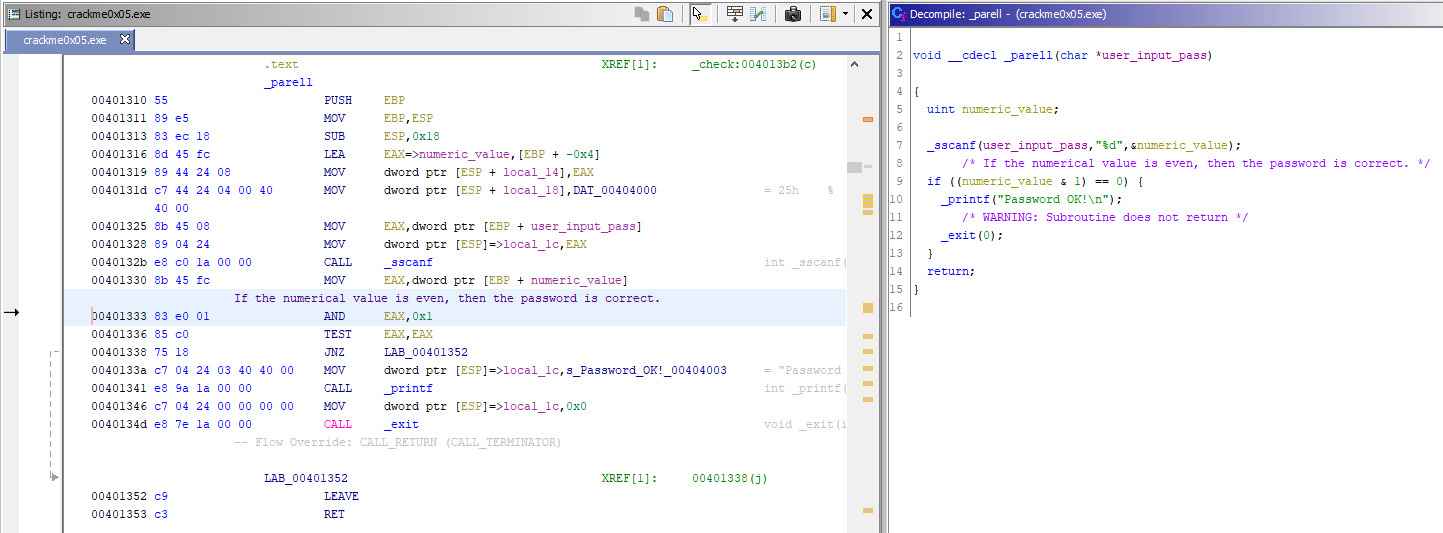 Listing: crackme0x05.exe
crackme0x05.exe
.text XREF[1]: _check:004013b2(c)
_parell
00401310 55 PUSH EBP
00401311 89 e5 MOV EBP,ESP
00401313 83 ec 18 SUB ESP,0x18
00401316 8d 45 fc LEA EAX=>numeric_value,[EBP + -0x4]
00401319 89 44 24 08 MOV dword ptr [ESP + local_14],EAX
0040131d c7 44 24 04 00 40 MOV dword ptr [ESP + local_18],DAT_00404000 = 25h %
40 00
00401325 8b 45 08 MOV EAX,dword ptr [EBP + user_input_pass]
00401328 89 04 24 MOV dword ptr [ESP]=>local_1c,EAX
0040132b e8 c0 1a 00 00 CALL _sscanf int _sscanf(
00401330 8b 45 fc MOV EAX,dword ptr [EBP + numeric_value]
If the numerical value is even, then the password is correct.
00401333 83 e0 01 AND EAX,0x1
00401336 85 c0 TEST EAX,EAX
00401338 75 18 JNZ LAB_00401352
0040133a c7 04 24 03 40 40 00 MOV dword ptr [ESP]=>local_1c,s_Password_OK!_00404003 = "Password
00401341 e8 9a 1a 00 00 CALL _printf int _printf(
00401346 c7 04 24 00 00 00 00 MOV dword ptr [ESP]=>local_1c,0x0
0040134d e8 7e 1a 00 00 CALL _exit void _exit(i
-- Flow Override: CALL_RETURN (CALL_TERMINATOR)
LAB_00401352 XREF[1]: 00401338(j)
00401352 c9 LEAVE
00401353 c3 RET
Decompile: _parell - (crackme0x05.exe)
1
2 void __cdecl _parell(char *user_input_pass)
3
4 {
5 uint numeric_value;
6
7 _sscanf(user_input_pass,"%d",&numeric_value);
8 /* If the numerical value is even, then the password is correct. */
9 if ((numeric_value & 1) == 0) {
10 _printf("Password OK!\n");
11 /* WARNING: Subroutine does not return */
12 _exit(0);
13 }
14 return;
15 }
16